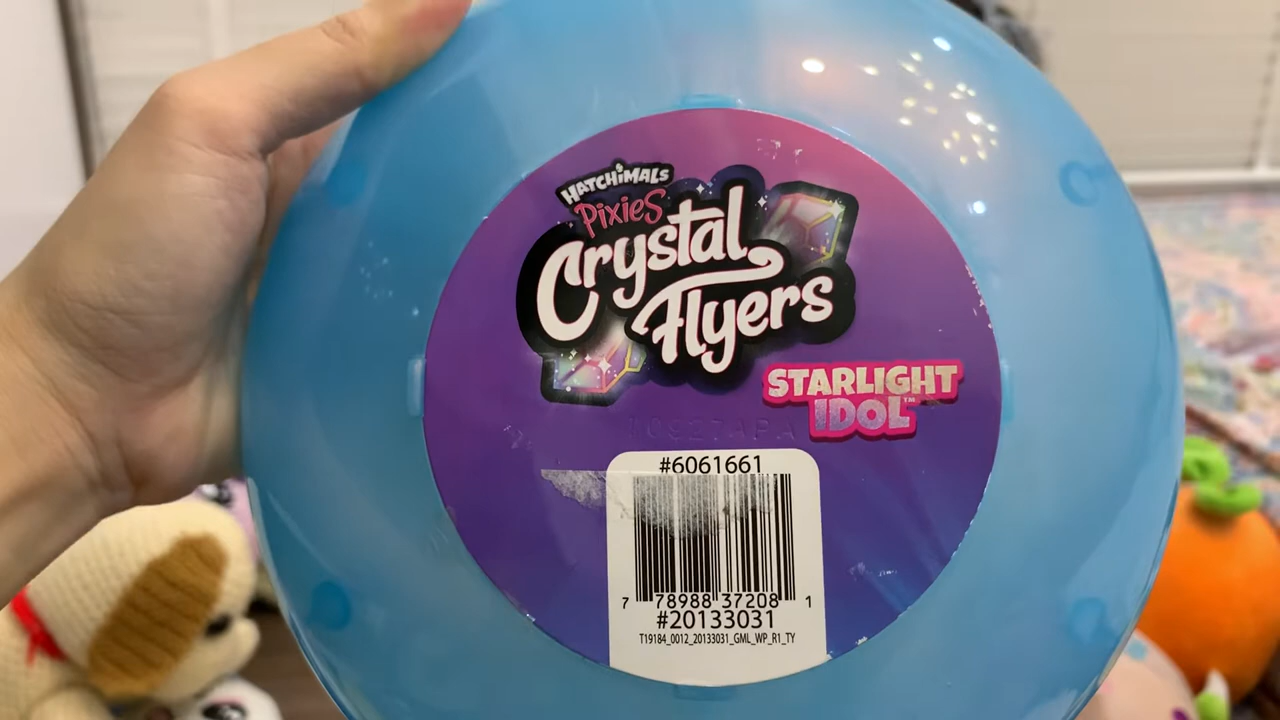 HATCHiMALS
PixieS
Crystal
Flyers
STARLIGHT
IDOL™
#6061661
7 78988 37208 1
#20133031
T19184_0012_20133031_GML_WP_R1_TY